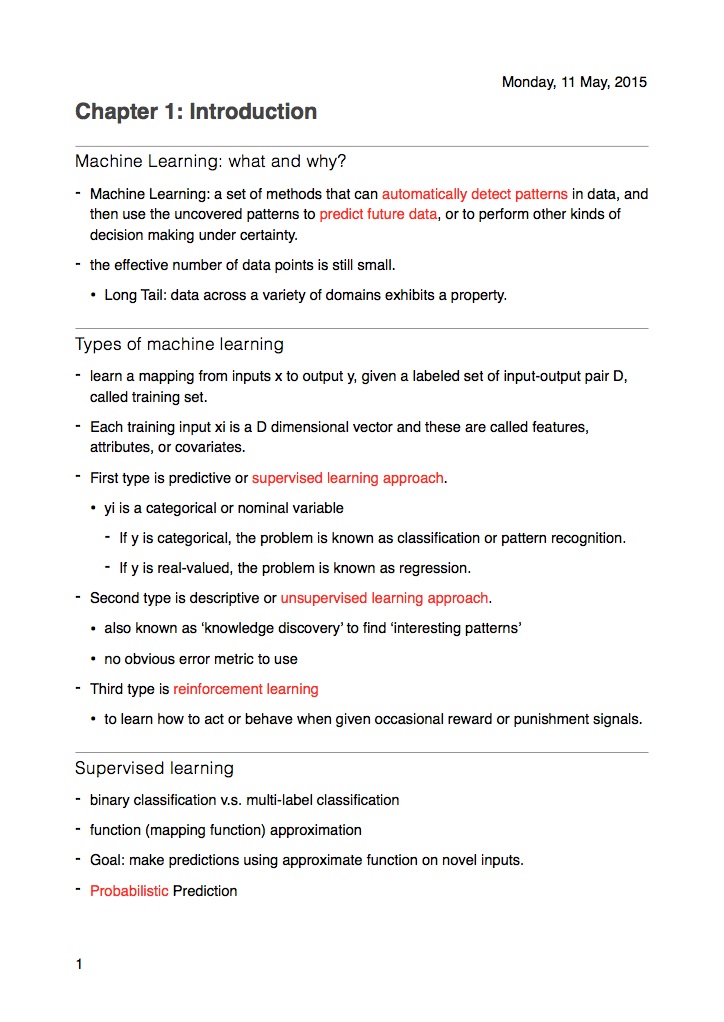 Monday, 11 May, 2015
Chapter 1: Introduction
Machine Learning: what and why?
- Machine Learning: a set of methods that can automatically detect patterns in data, and
then use the uncovered patterns to predict future data, or to perform other kinds of
decision making under certainty.
- the effective number of data points is still small.
• Long Tail: data across a variety of domains exhibits a property.
Types of machine learning
- learn a mapping from inputs x to output y, given a labeled set of input-output pair D,
called training set.
- Each training input xi is a D dimensional vector and these are called features,
attributes, or covariates.
- First type is predictive or supervised learning approach.
• yi is a categorical or nominal variable
- If y is categorical, the problem is known as classification or pattern recognition.
- If y is real-valued, the problem is known as regression.
- Second type is descriptive or unsupervised learning approach.
• also known as ‘knowledge discovery’ to find ‘interesting patterns’
• no obvious error metric to use
- Third type is reinforcement learning
• to learn how to act or behave when given occasional reward or punishment signals.
Supervised learning
- binary classification v.s. multi-label classification
- function (mapping function) approximation
- Goal: make predictions using approximate function on novel inputs.
- Probabilistic Prediction
1